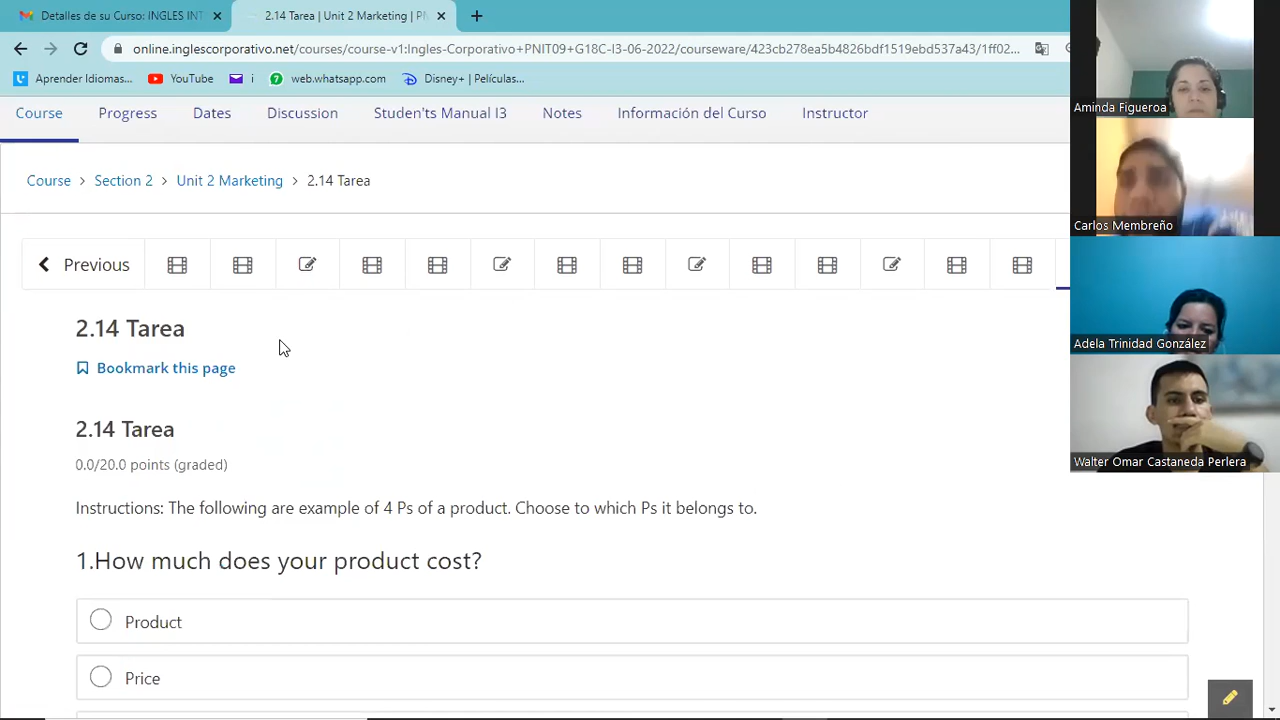 Detalles de su Curso: INGLES INT
2.14 Tarea | Unit 2 Marketing | PN
online.inglescorporativo.net/courses/course-v1:Ingles-Corporativo+PNIT09+G18C-I3-06-2022/courseware/423cb278ea5b4826bdf1519ebd537a43/1ff02...
Aprender Idiomas... YouTube i web.whatsapp.com Disney+ | Películas...
Course Progress Dates Discussion Studen'ts Manual I3 Notes Información del Curso Instructor
Course > Section 2 > Unit 2 Marketing > 2.14 Tarea
Previous
2.14 Tarea
Bookmark this page
2.14 Tarea
0.0/20.0 points (graded)
Instructions: The following are example of 4 Ps of a product. Choose to which Ps it belongs to.
1.How much does your product cost?
Product
Price
Aminda Figueroa
Carlos Membreño
Adela Trinidad González
Walter Omar Castaneda Perlera